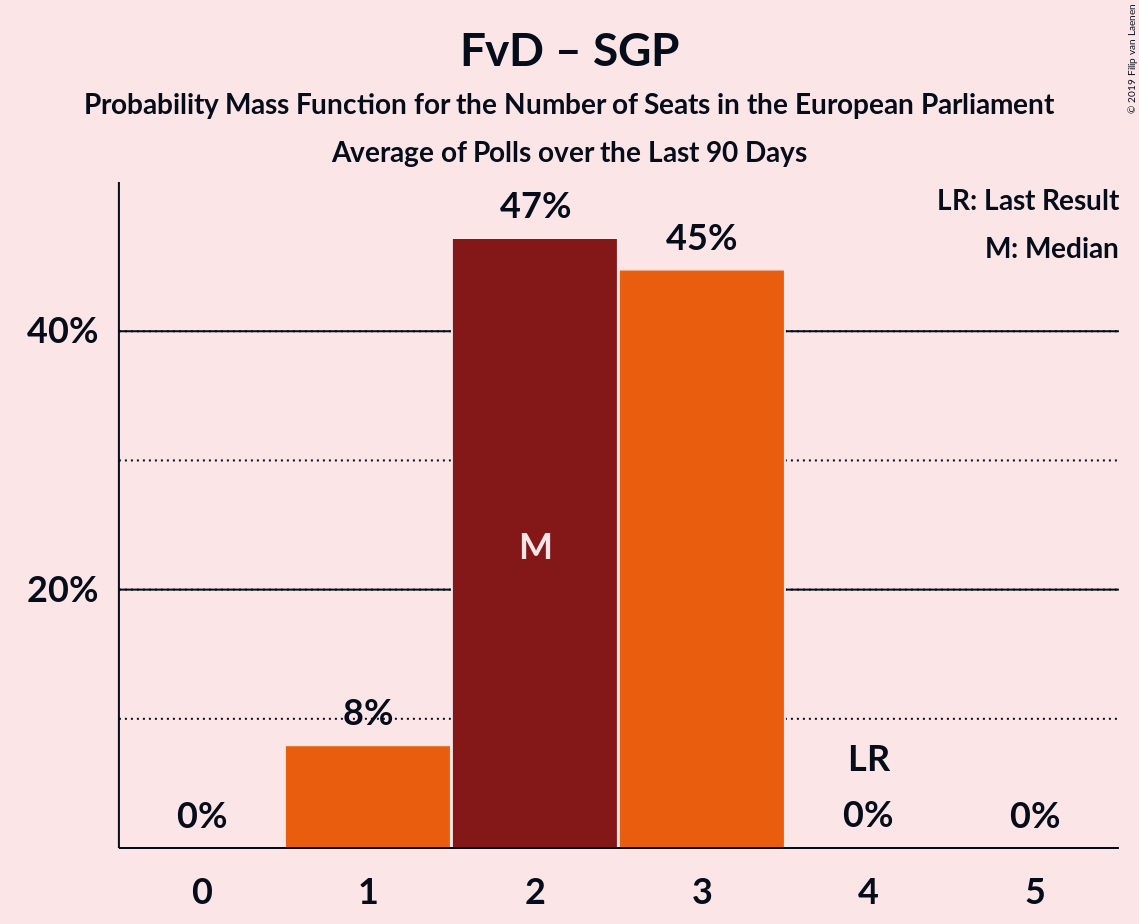 FvD – SGP
Probability Mass Function for the Number of Seats in the European Parliament
Average of Polls over the Last 90 Days
© 2019 Filip van Laenen
LR: Last Result
M: Median
47%
45%
40%
M
20%
8%
LR
0%
0%
0%
0 1 2 3 4 5